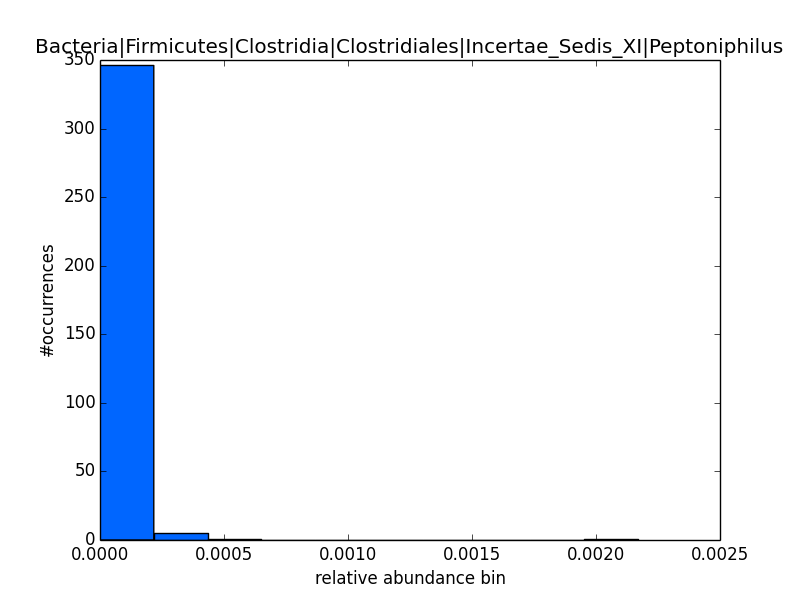 Bacteria|Firmicutes|Clostridia|Clostridiales|Incertae_Sedis_XI|Peptoniphilus
350
300
250
200
150
100
50
0
#occurrences
0.0000 0.0005 0.0010 0.0015 0.0020 0.0025
relative abundance bin